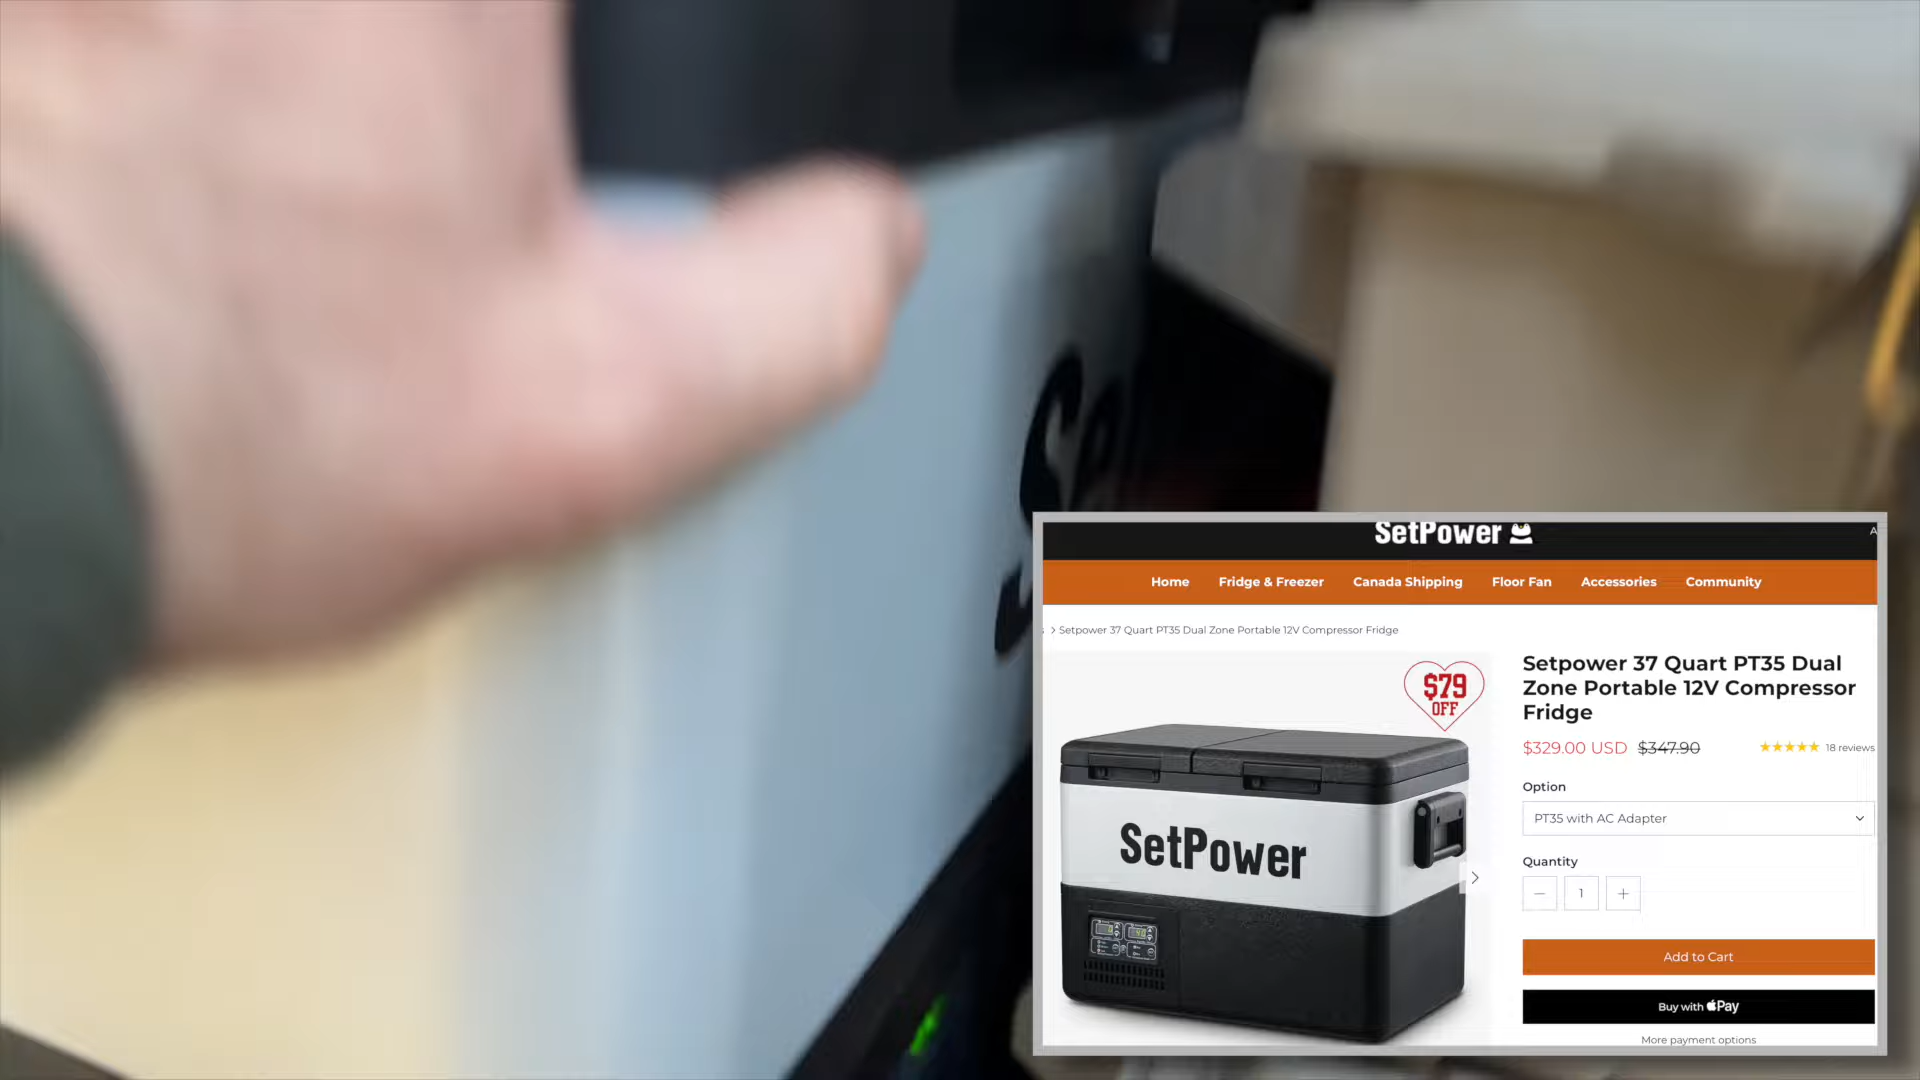 SetPower
A
Home Fridge & Freezer Canada Shipping Floor Fan Accessories Community
> Setpower 37 Quart PT35 Dual Zone Portable 12V Compressor Fridge
$79
OFF
SetPower
Setpower 37 Quart PT35 Dual
Zone Portable 12V Compressor
Fridge
$329.00 USD $347.90 ★★★★★ 18 reviews
Option
PT35 with AC Adapter
Quantity
− 1 +
Add to Cart
Buy with Pay
More payment options